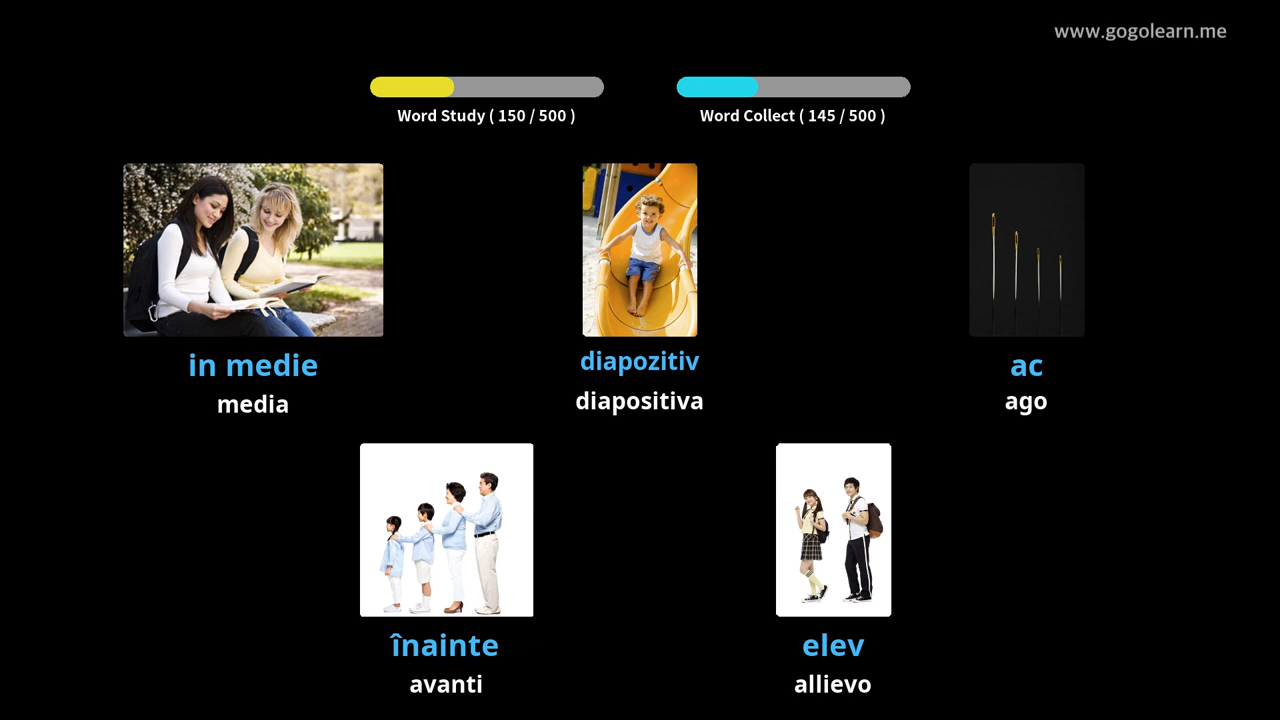 www.gogolearn.me
Word Study ( 150 / 500 )
Word Collect ( 145 / 500 )
in medie
media
diapozitiv
diapositiva
ac
ago
înainte
avanti
elev
allievo